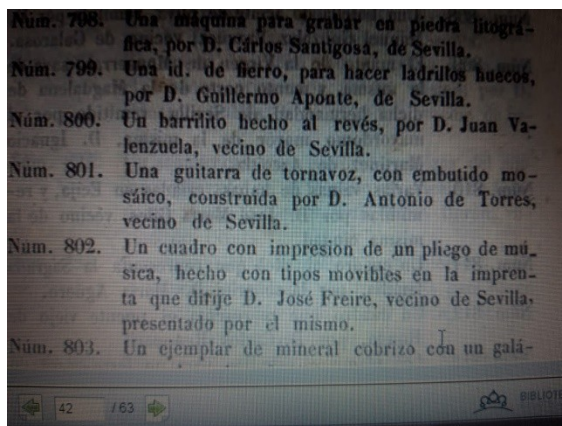 Núm. 798. Una máquina para grabar en piedra litográ-
fica, por D. Cárlos Santigosa, de Sevilla.
Núm. 799. Una id. de fierro, para hacer ladrillos huecos,
por D. Guillermo Aponte, de Sevilla.
Núm. 800. Un barrilito hecho al revés, por D. Juan Va-
lenzuela, vecino de Sevilla.
Núm. 801. Una guitarra de tornavoz, con embutido mo-
sáico, construida por D. Antonio de Torres,
vecino de Sevilla.
Núm. 802. Un cuadro con impresion de un pliego de mú-
sica, hecho con tipos movibles en la impren-
ta que dirije D. José Freire, vecino de Sevilla,
presentado por el mismo.
Núm. 803. Un ejemplar de mineral cobrizo con un galá-
42 / 63